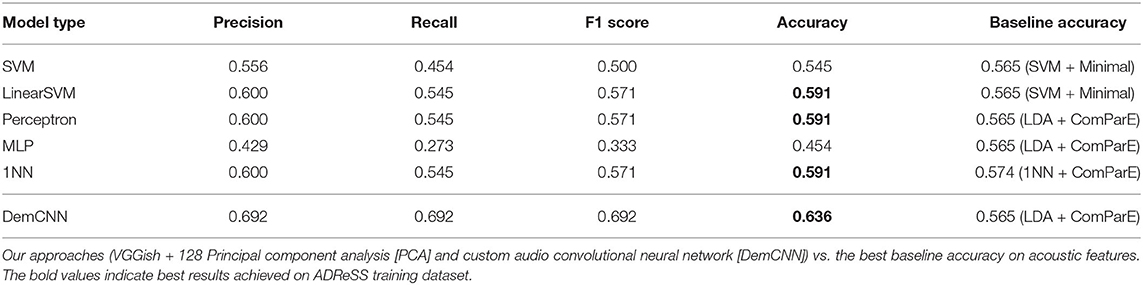 Model type Precision Recall F1 score Accuracy Baseline accuracy
SVM 0.556 0.454 0.500 0.545 0.565 (SVM + Minimal)
LinearSVM 0.600 0.545 0.571 0.591 0.565 (SVM + Minimal)
Perceptron 0.600 0.545 0.571 0.591 0.565 (LDA + ComParE)
MLP 0.429 0.273 0.333 0.454 0.565 (LDA + ComParE)
1NN 0.600 0.545 0.571 0.591 0.574 (1NN + ComParE)
DemCNN 0.692 0.692 0.692 0.636 0.565 (LDA + ComParE)
Our approaches (VGGish + 128 Principal component analysis [PCA] and custom audio convolutional neural network [DemCNN]) vs. the best baseline accuracy on acoustic features.
The bold values indicate best results achieved on ADReSS training dataset.